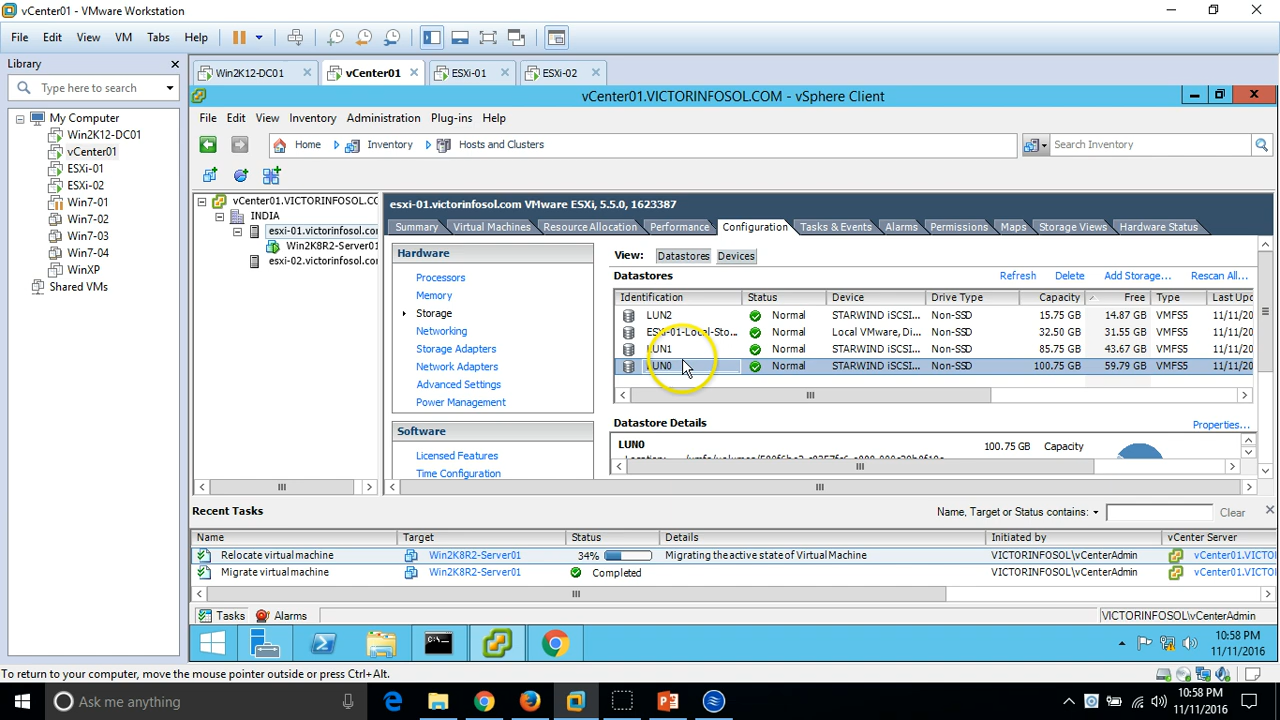 vCenter01 - VMware Workstation
File Edit View VM Tabs Help
Library
Type here to search
My Computer
Win2K12-DC01
vCenter01
ESXi-01
ESXi-02
Win7-01
Win7-02
Win7-03
Win7-04
WinXP
Shared VMs
Win2K12-DC01 vCenter01 ESXi-01 ESXi-02
vCenter01.VICTORINFOSOL.COM - vSphere Client
File Edit View Inventory Administration Plug-ins Help
Home Inventory Hosts and Clusters Search Inventory
vCenter01.VICTORINFOSOL.CC
INDIA
esxi-01.victorinfosol.com
Win2K8R2-Server01
esxi-02.victorinfosol.com
esxi-01.victorinfosol.com VMware ESXi, 5.5.0, 1623387
Summary Virtual Machines Resource Allocation Performance Configuration Tasks & Events Alarms Permissions Maps Storage Views Hardware Status
Hardware
Processors
Memory
Storage
Networking
Storage Adapters
Network Adapters
Advanced Settings
Power Management
Software
Licensed Features
Time Configuration
View: Datastores Devices
Datastores Refresh Delete Add Storage... Rescan All...
Identification Status Device Drive Type Capacity Free Type Last Upd
LUN2 Normal STARWIND iSCSI... Non-SSD 15.75 GB 14.87 GB VMFS5 11/11/20
ESXi-01-Local-Sto... Normal Local VMware, Di... Non-SSD 32.50 GB 31.55 GB VMFS5 11/11/20
LUN1 Normal STARWIND iSCSI... Non-SSD 85.75 GB 43.67 GB VMFS5 11/11/20
LUN0 Normal STARWIND iSCSI... Non-SSD 100.75 GB 59.79 GB VMFS5 11/11/20
Datastore Details Properties...
LUN0 100.75 GB Capacity
Recent Tasks Name, Target or Status contains: Clear
Name Target Status Details Initiated by vCenter Server
Relocate virtual machine Win2K8R2-Server01 34% Migrating the active state of Virtual Machine VICTORINFOSOL\vCenterAdmin vCenter01.VICTO
Migrate virtual machine Win2K8R2-Server01 Completed VICTORINFOSOL\vCenterAdmin vCenter01.VICTO
Tasks Alarms VICTORINFOSOL\vCenterAdmin
10:58 PM
11/11/2016
To return to your computer, move the mouse pointer outside or press Ctrl+Alt.
Ask me anything
10:58 PM
11/11/2016